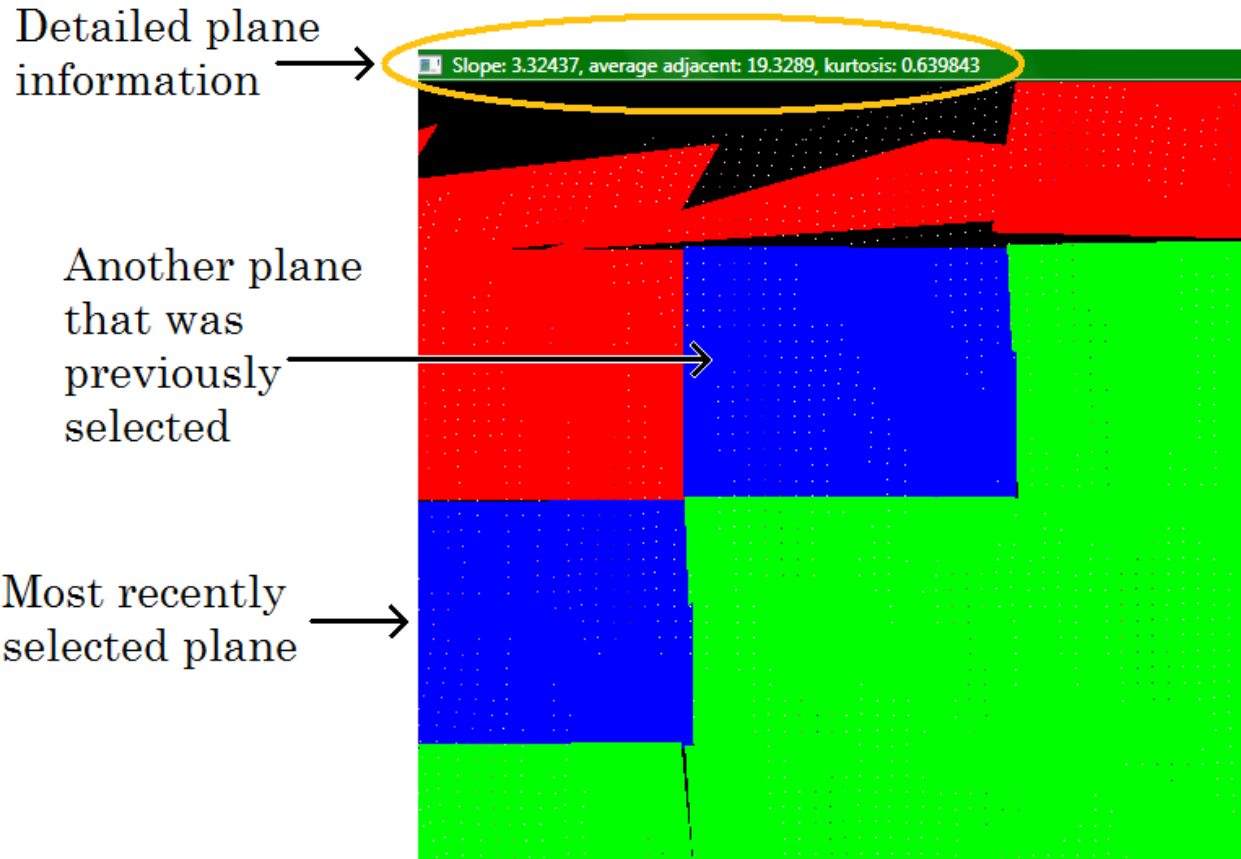 Detailed plane
information
Slope: 3.32437, average adjacent: 19.3289, kurtosis: 0.639843
Another plane
that was
previously
selected
Most recently
selected plane